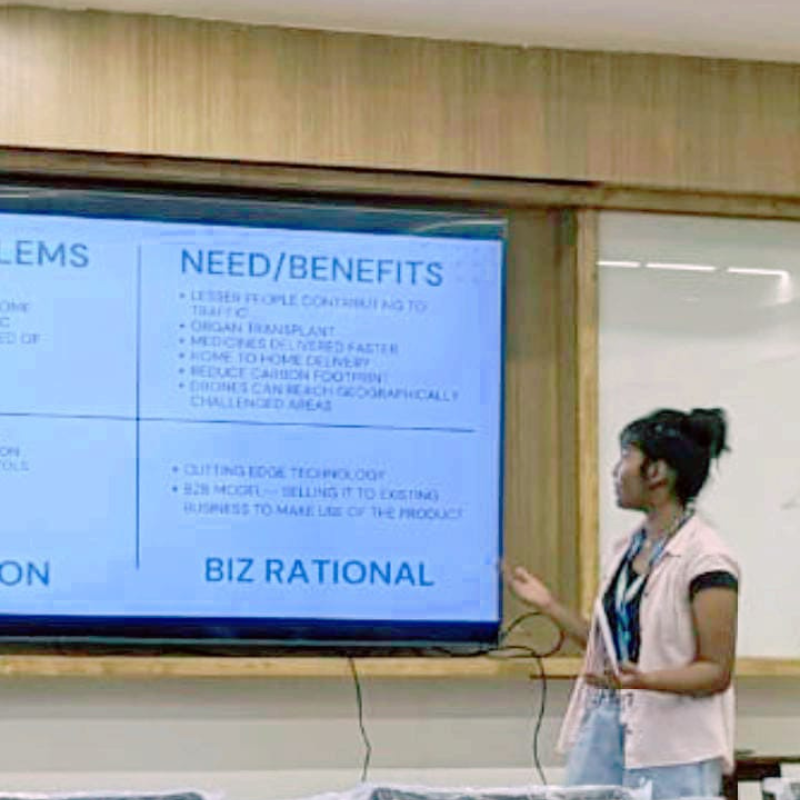 LEMS
OME
C
ED OF
NEED/BENEFITS
• LESSER PEOPLE CONTRIBUTING TO
TRAFFIC
• ORGAN TRANSPLANT
• MEDICINES DELIVERED FASTER
• HOME TO HOME DELIVERY
• REDUCE CARBON FOOTPRINT
• DRONES CAN REACH GEOGRAPHICALLY
CHALLENGED AREAS
ON
TOLS
ON
• CUTTING EDGE TECHNOLOGY
• B2B MODEL - SELLING IT TO EXISTING
BUSINESS TO MAKE USE OF THE PRODUCT
BIZ RATIONAL